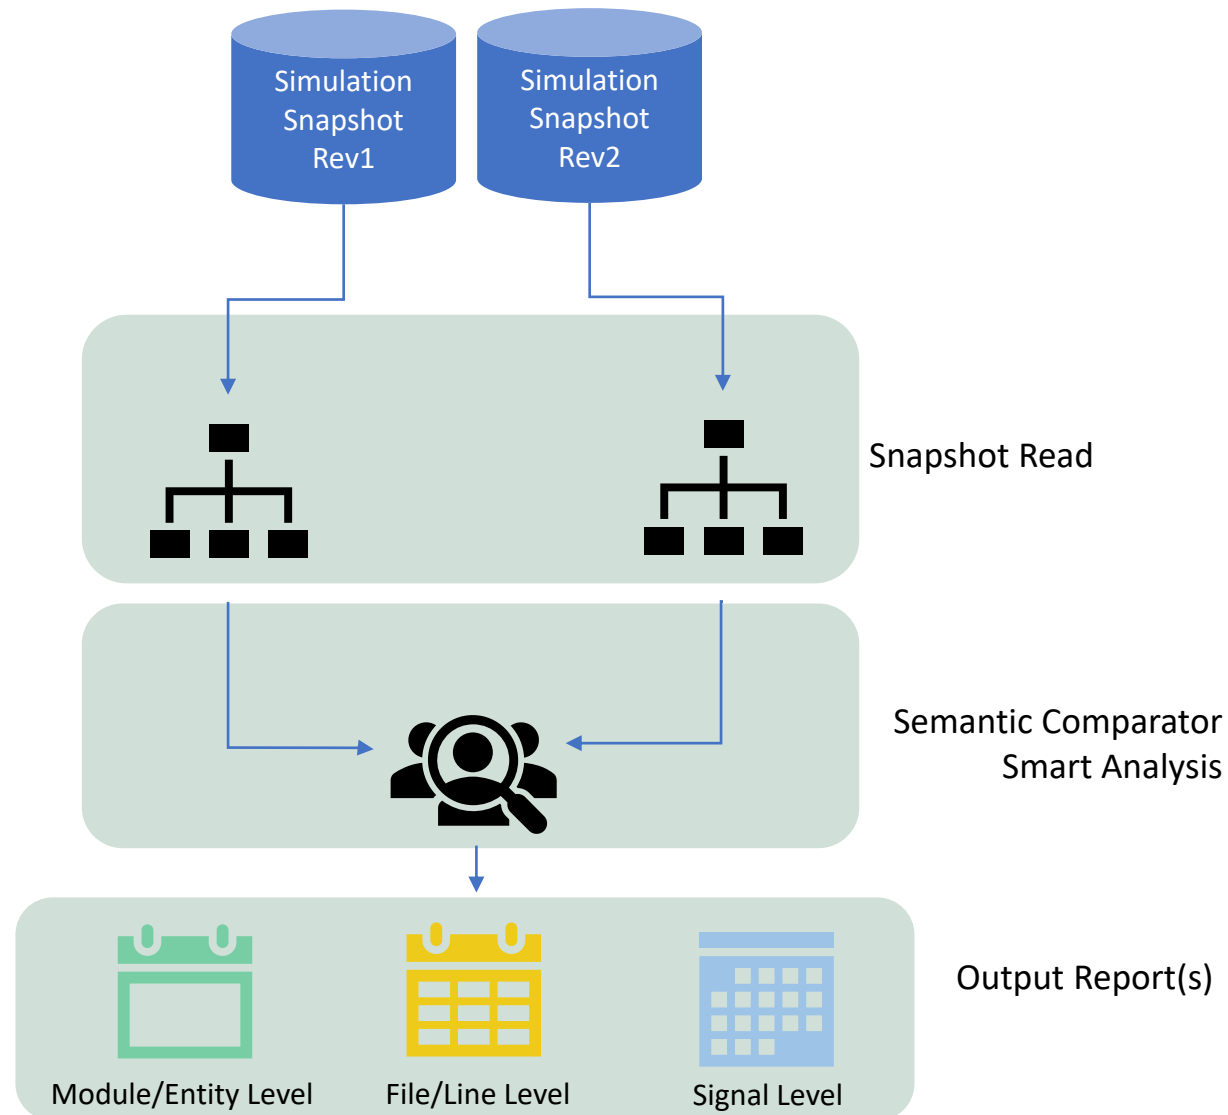 Simulation
Snapshot
Rev1
Simulation
Snapshot
Rev2
Snapshot Read
Semantic Comparator
Smart Analysis
Output Report(s)
Module/Entity Level
File/Line Level
Signal Level